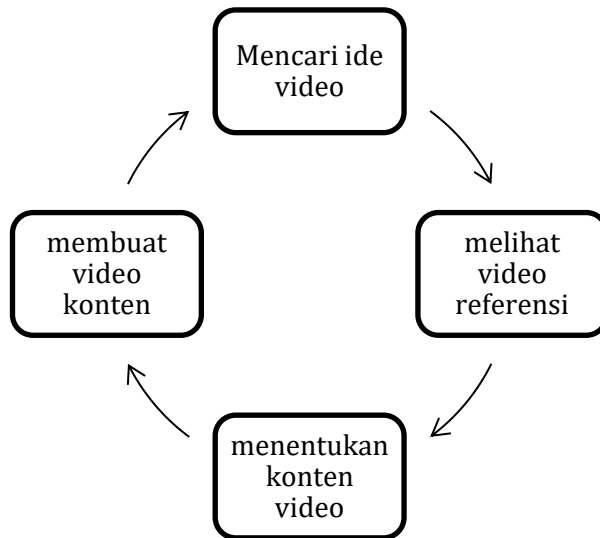 Mencari ide
video
melihat
video
referensi
menentukan
konten
video
membuat
video
konten